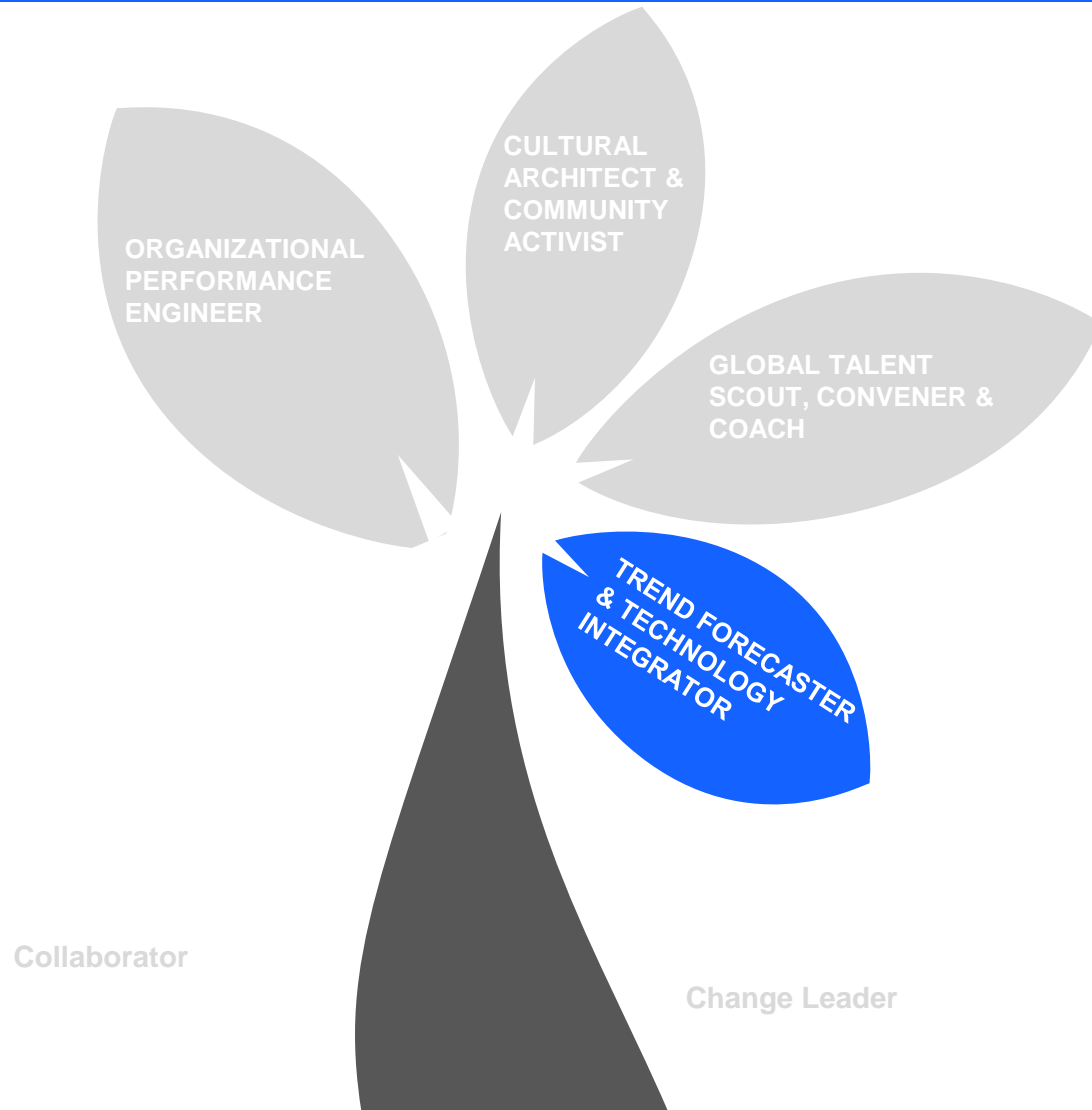 CULTURAL
ARCHITECT &
COMMUNITY
ACTIVIST
ORGANIZATIONAL
PERFORMANCE
ENGINEER
GLOBAL TALENT
SCOUT, CONVENER &
COACH
TREND FORECASTER
& TECHNOLOGY
INTEGRATOR
Collaborator
Change Leader